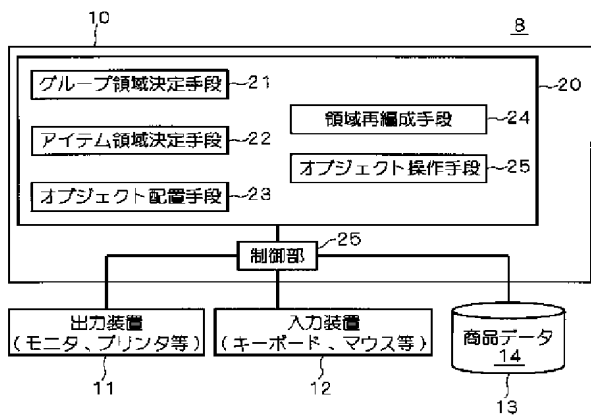 10
8
グループ領域決定手段
21
20
領域再編成手段
24
アイテム領域決定手段
22
オブジェクト操作手段
25
オブジェクト配置手段
23
制御部
25
出力装置
(モニタ、プリンタ等)
11
入力装置
(キーボード、マウス等)
12
商品データ
14
13